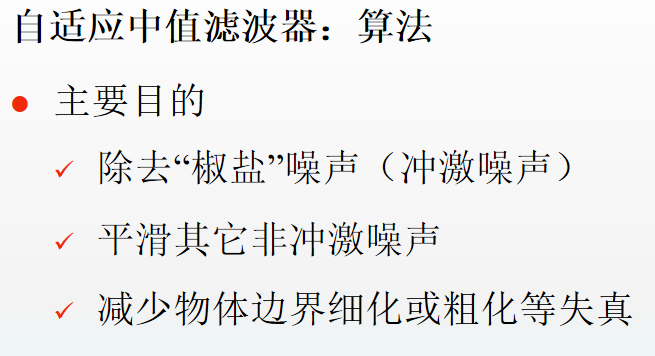 自适应中值滤波器：算法
主要目的
除去“椒盐”噪声（冲激噪声）
平滑其它非冲激噪声
减少物体边界细化或粗化等失真